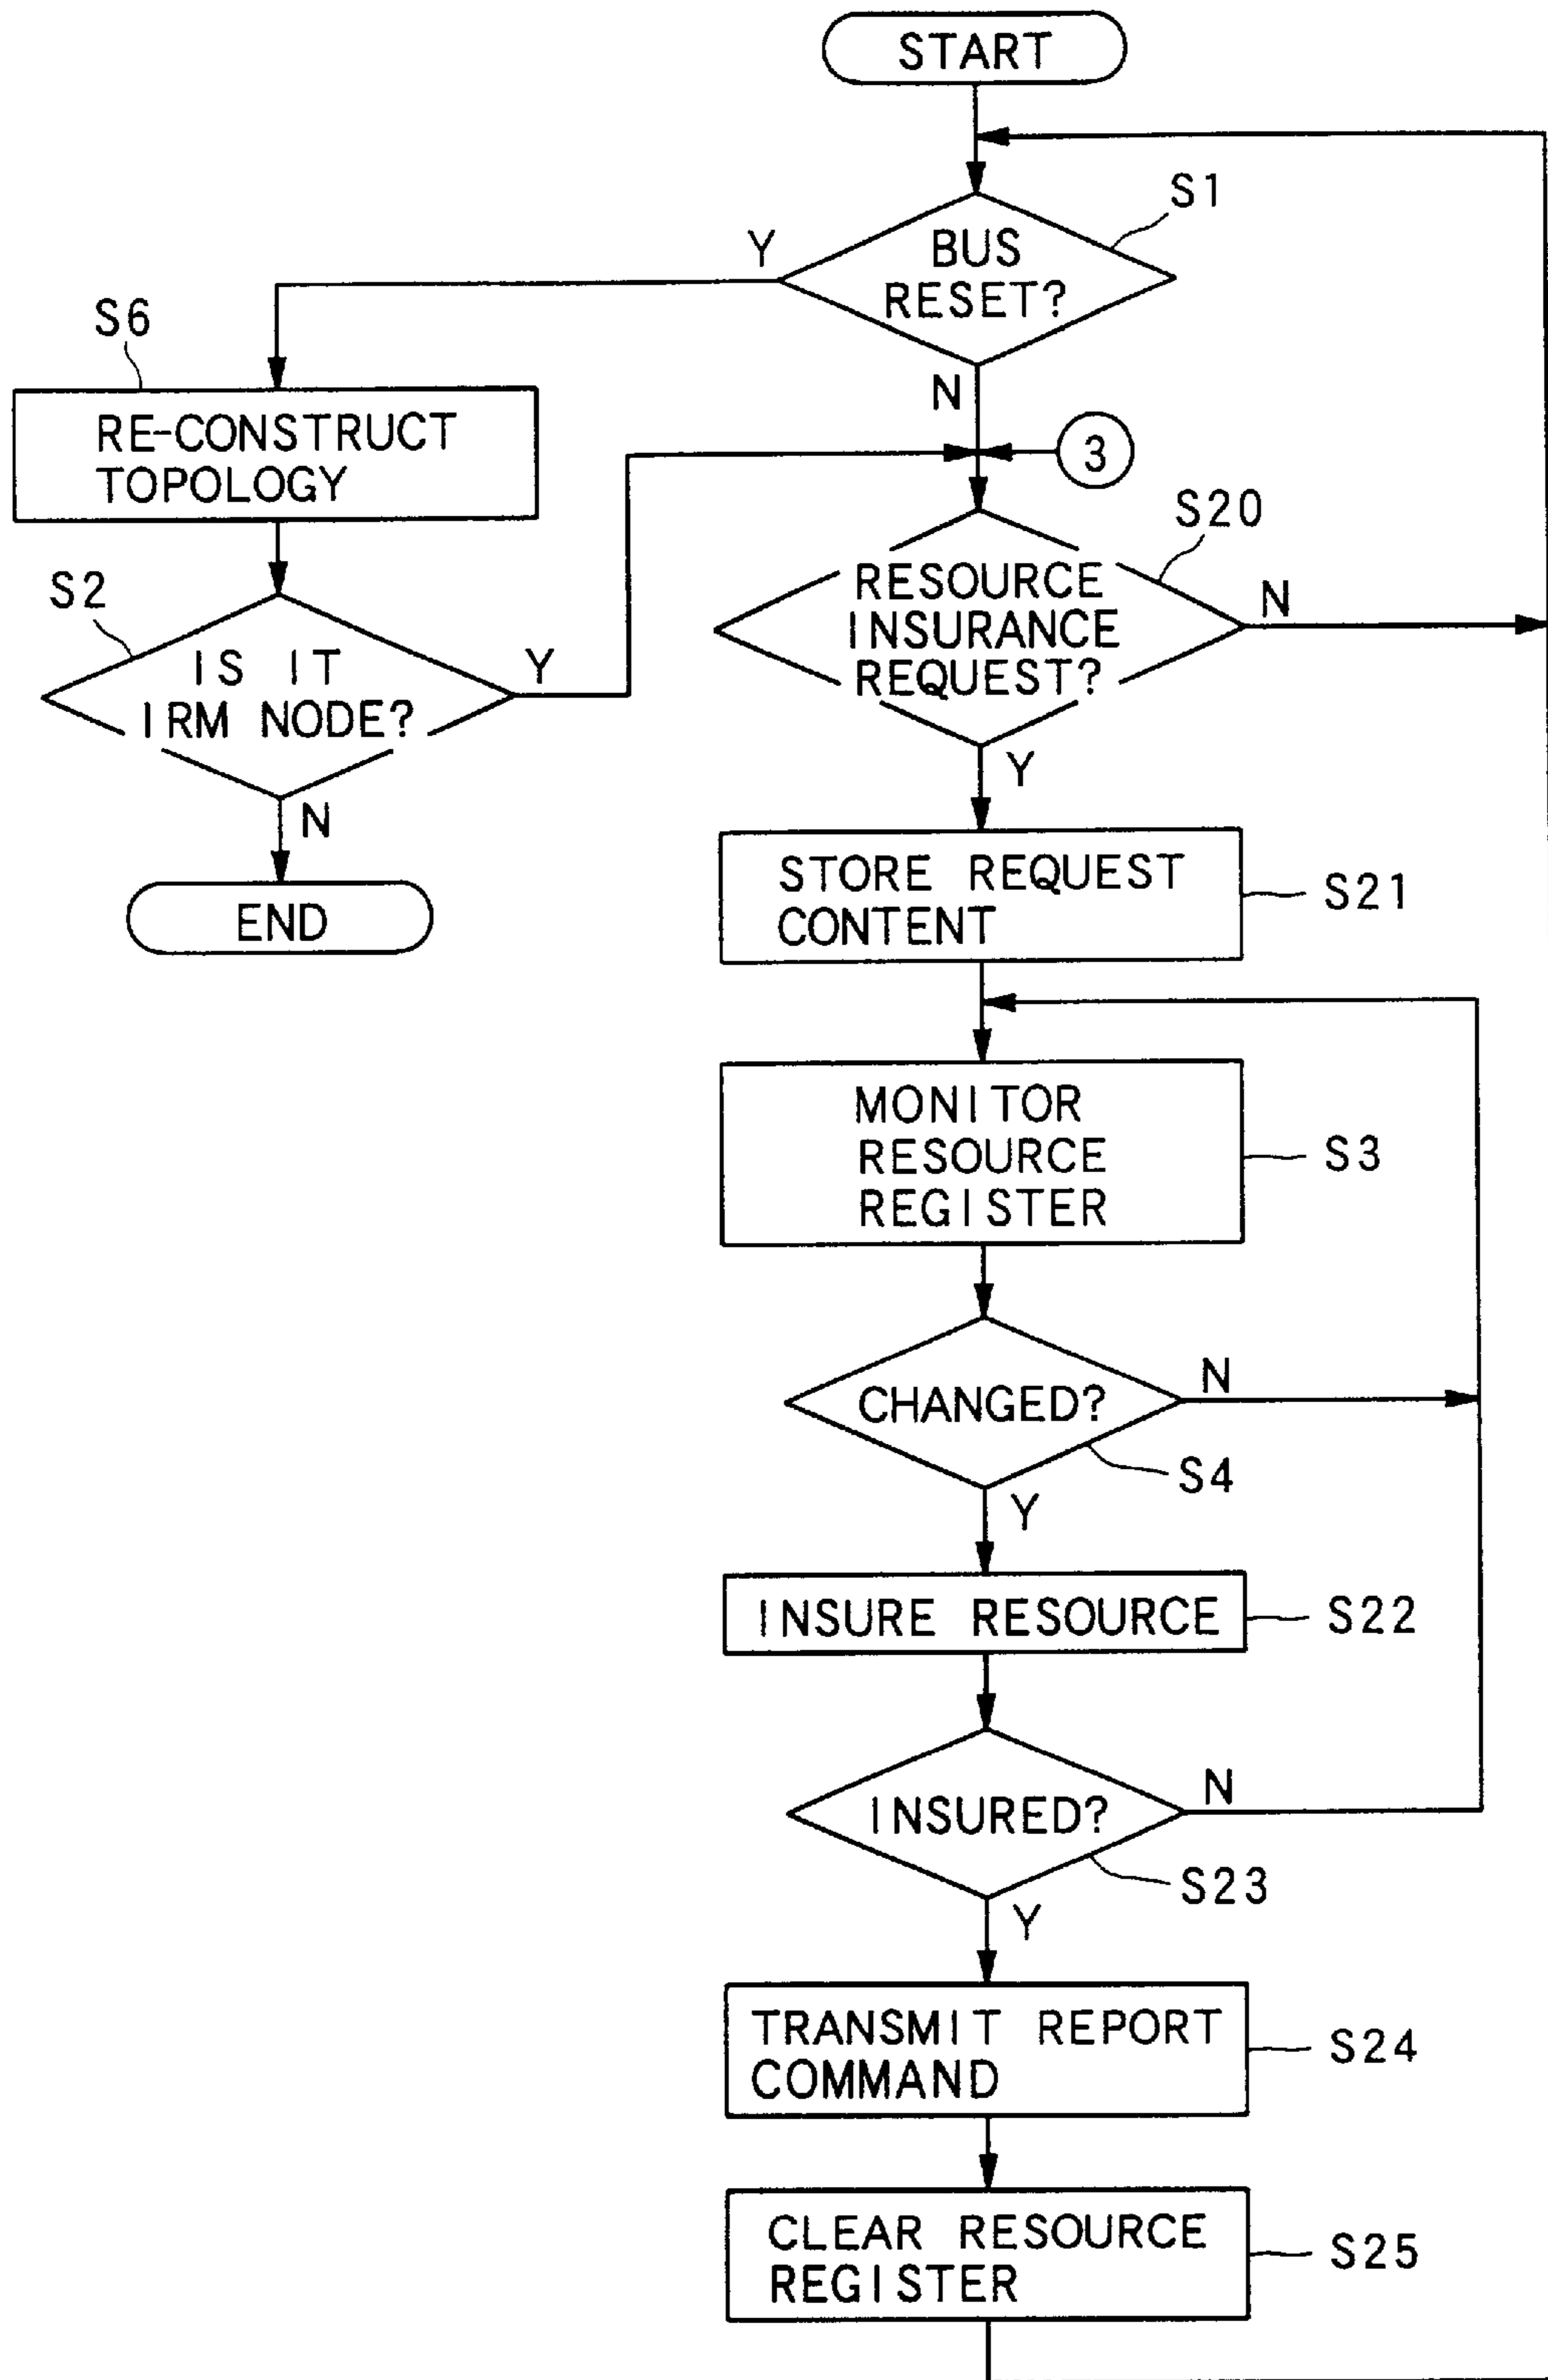 START
S1
BUS
RESET?
Y
N
S6
RE-CONSTRUCT
TOPOLOGY
3
S2
IS IT
IRM NODE?
Y
N
END
S20
RESOURCE
INSURANCE
REQUEST?
N
Y
STORE REQUEST
CONTENT
S21
MONITOR
RESOURCE
REGISTER
S3
CHANGED?
N
S4
Y
INSURE RESOURCE
S22
INSURED?
N
S23
Y
TRANSMIT REPORT
COMMAND
S24
CLEAR RESOURCE
REGISTER
S25